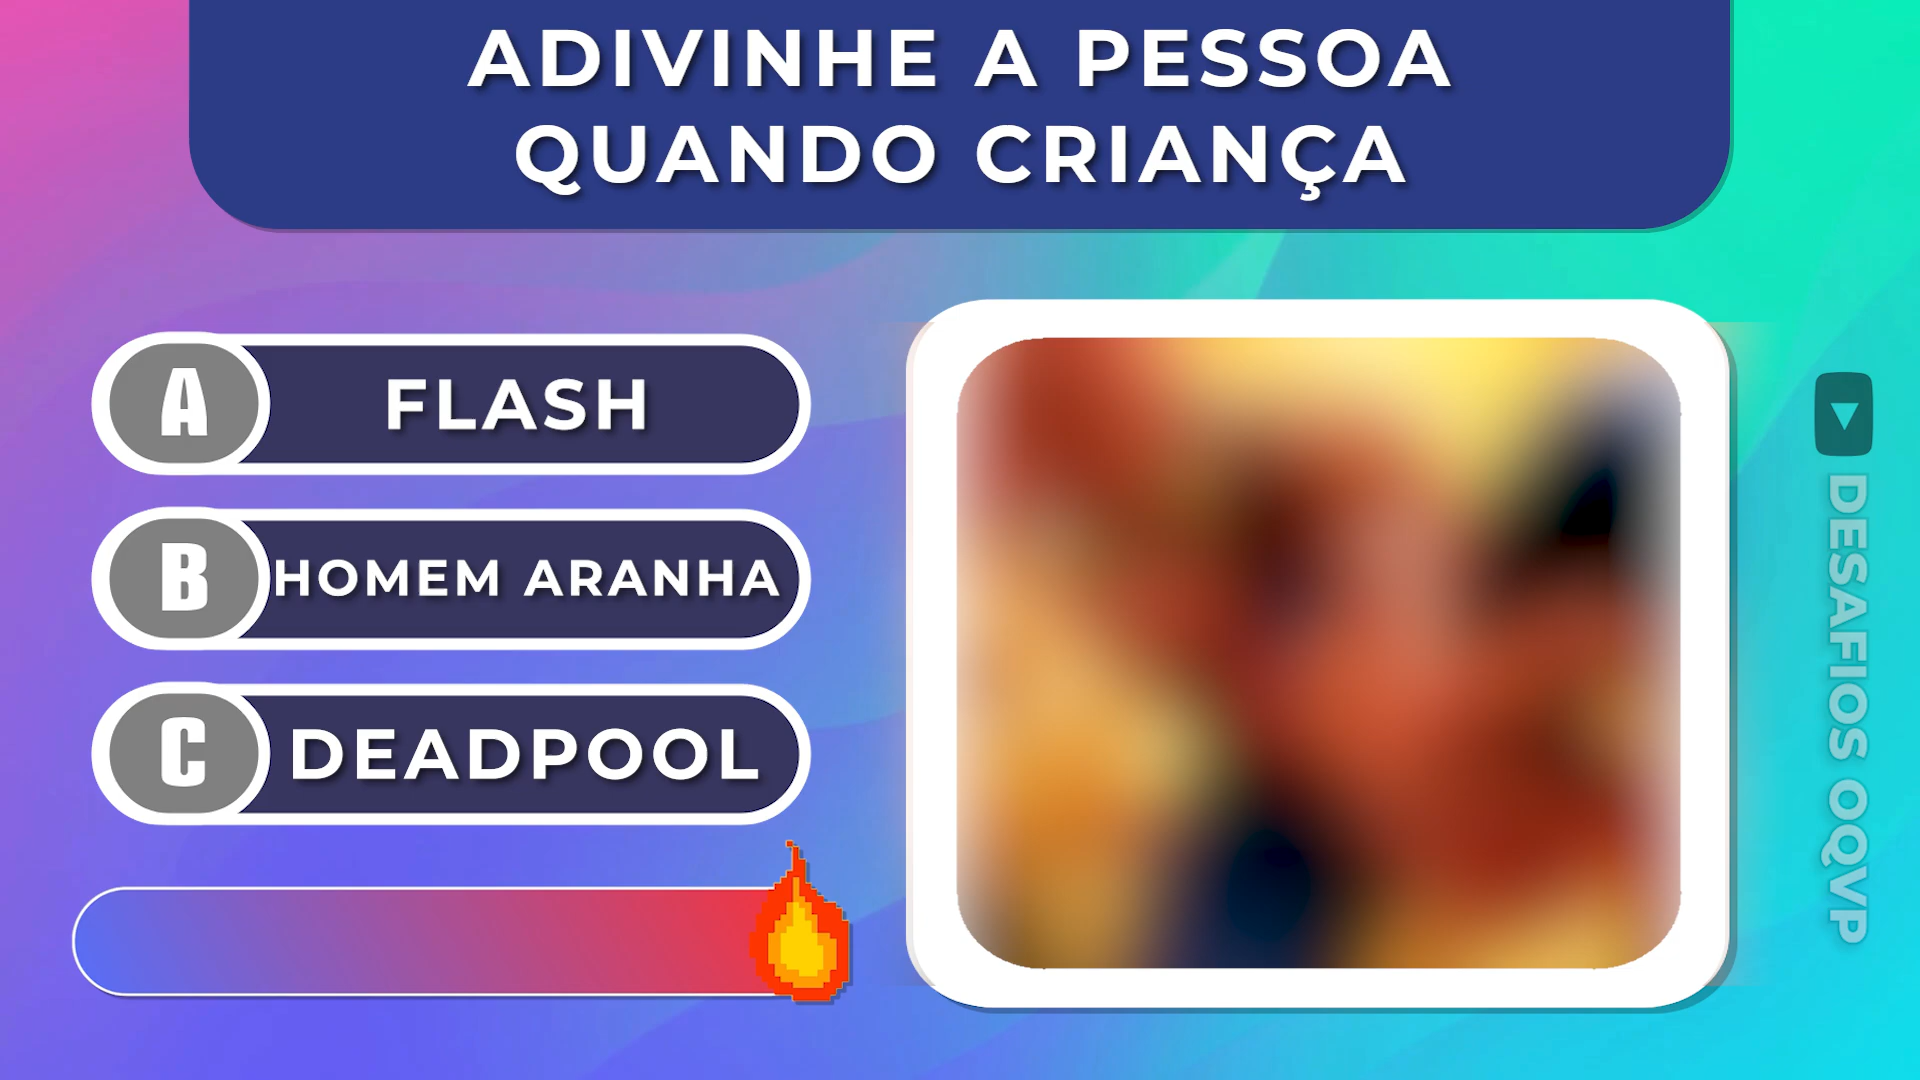 ADIVINHE A PESSOA
QUANDO CRIANÇA
A
FLASH
B
HOMEM ARANHA
C
DEADPOOL
DESAFIOS OQVP